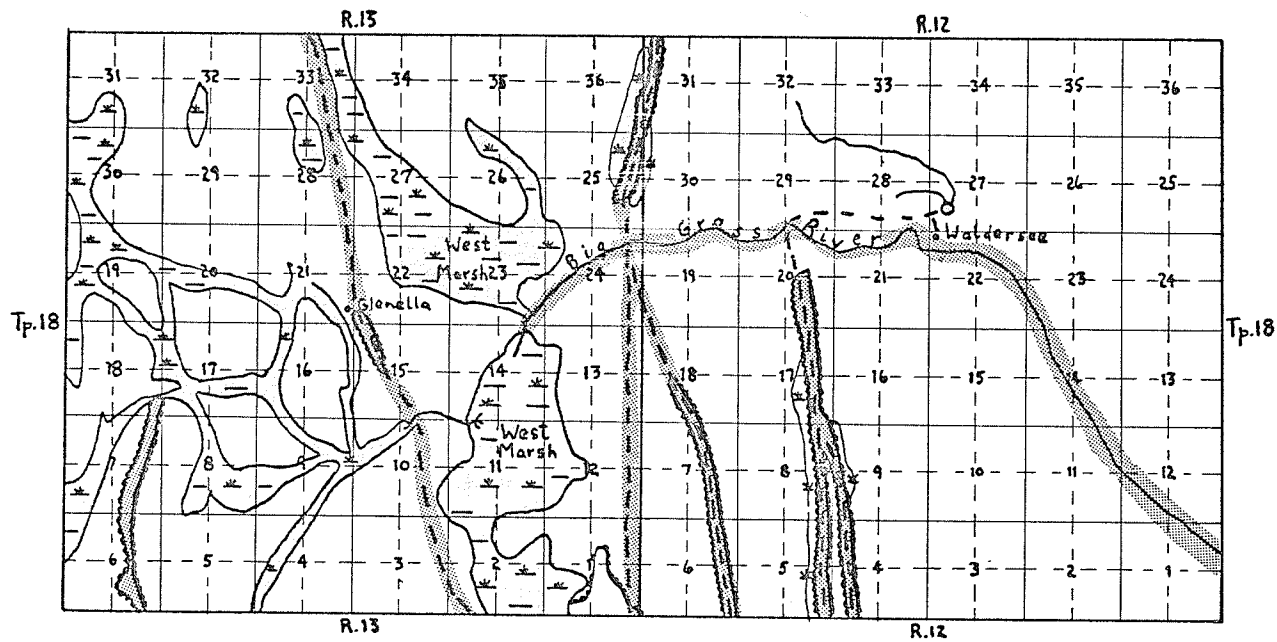 R.13 R.12
31 32 33 34 35 36 31 32 33 34 35 36
30 29 28 27 26 25 30 29 28 27 26 25
Big Grass River Waldersee
West
Marsh
19 20 21 22 23 24 19 20 21 22 23
Glenella
Tp.18 Tp.18
18 17 16 15 14 13 18 17 16 15 14 13
West
Marsh
7 8 9 10 11 12 7 8 9 10 11 12
6 5 3 2 1 6 5 4 2 1
R.13 R.12